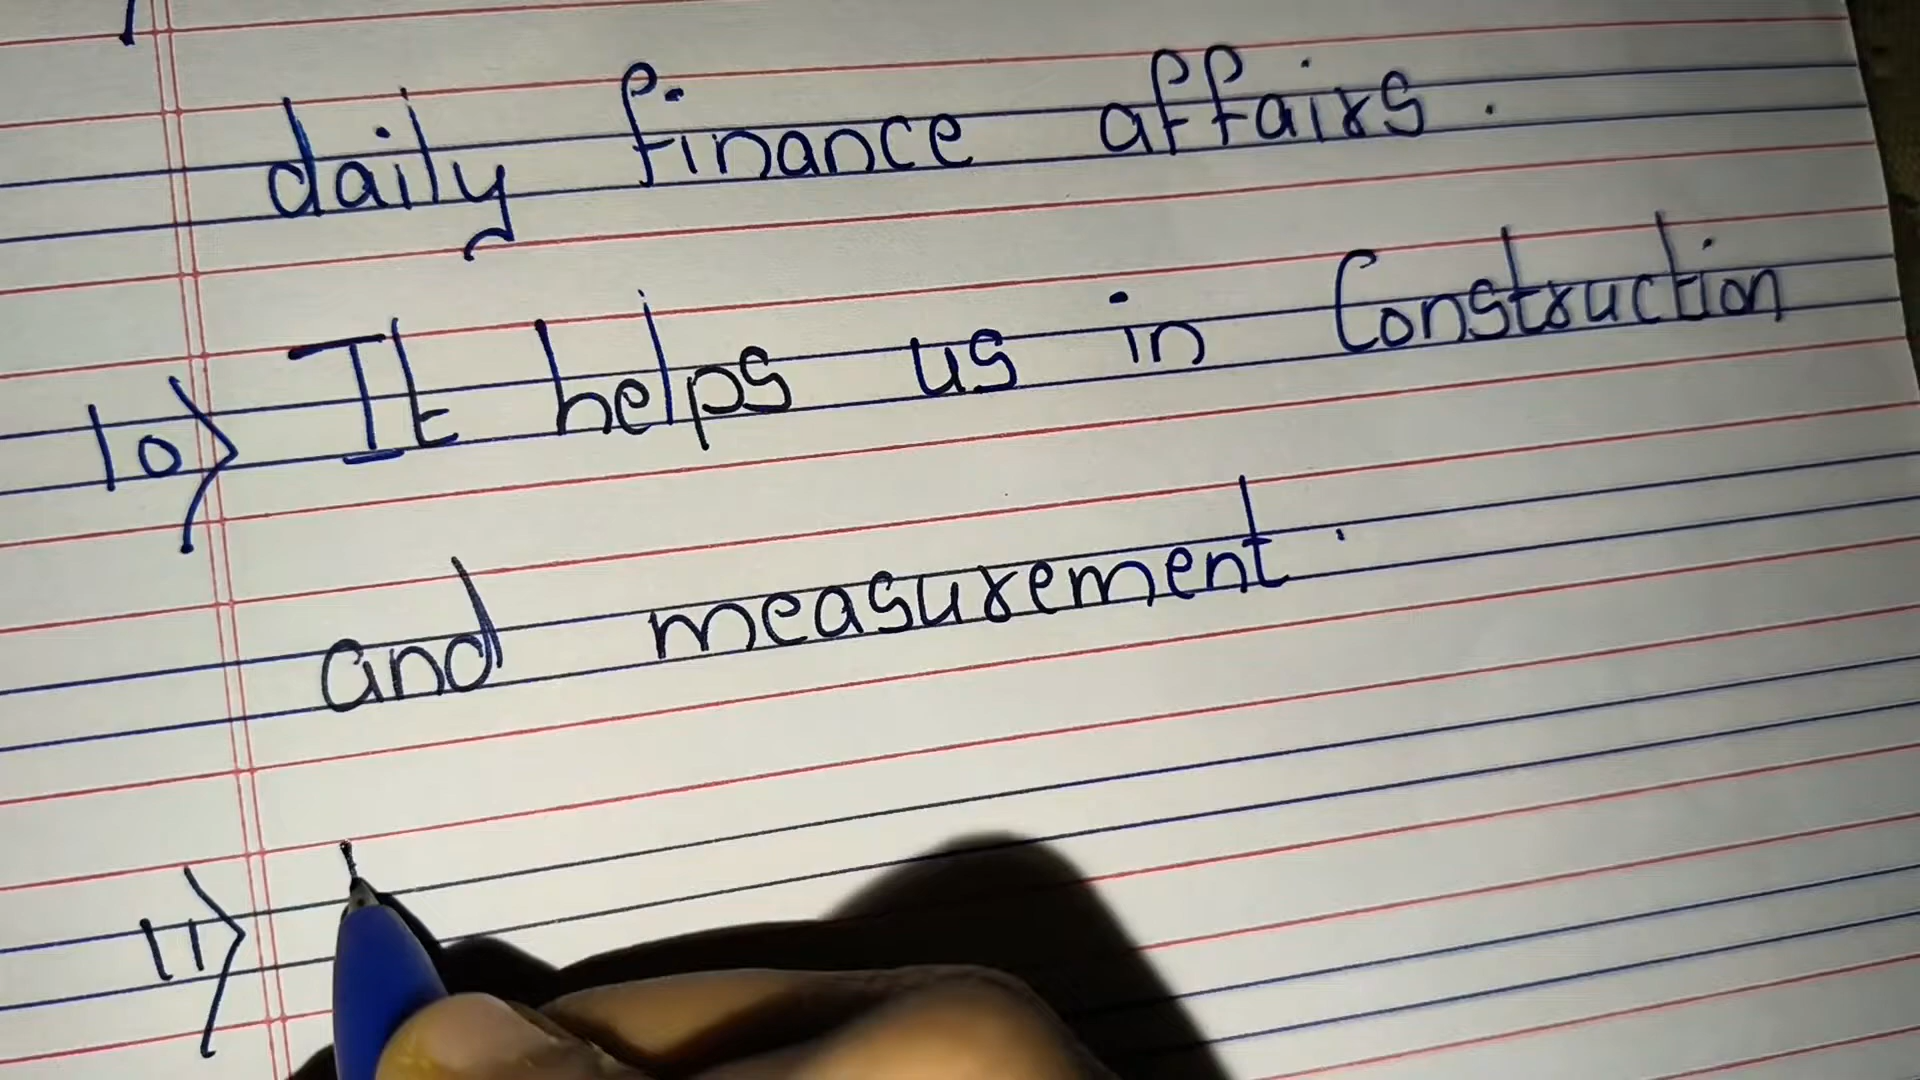 daily finance affairs.
10) It helps us in Construction
and measurement.
11)